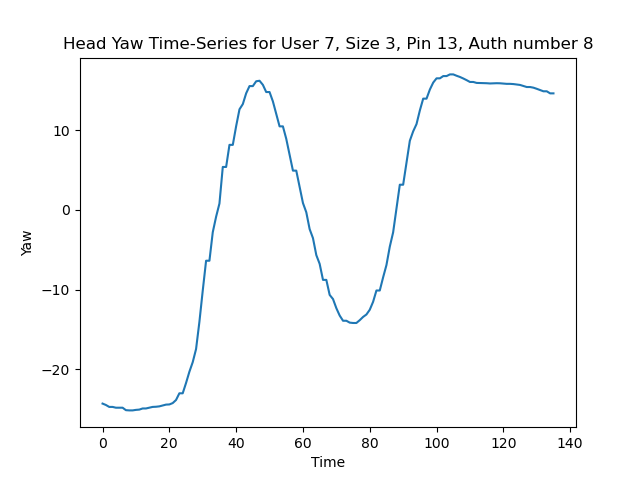 Head Yaw Time-Series for User 7, Size 3, Pin 13, Auth number 8
10
0
−10
−20
Yaw
0 20 40 60 80 100 120 140
Time